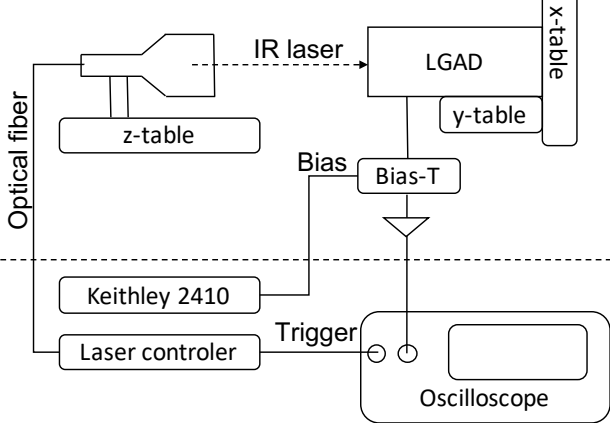 IR laser
LGAD
x-table
z-table
y-table
Optical fiber
Bias
Bias-T
Keithley 2410
Trigger
Laser controler
Oscilloscope